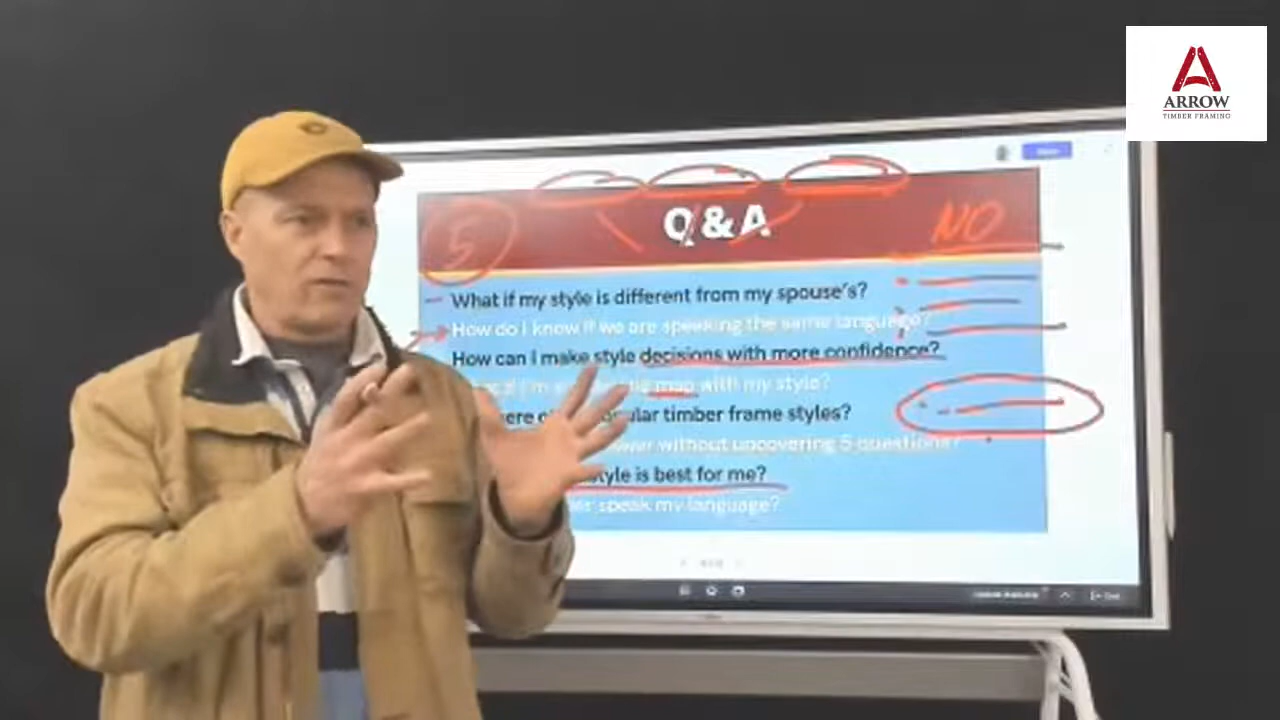 ARROW
TIMBER FRAMING
5
Q & A
NO
What if my style is different from my spouse's?
How do I know if we are speaking the same language?
How can I make style decisions with more confidence?
map with my style?
timber frame styles?
without uncovering 5 questions?
style is best for me?
speak my language?